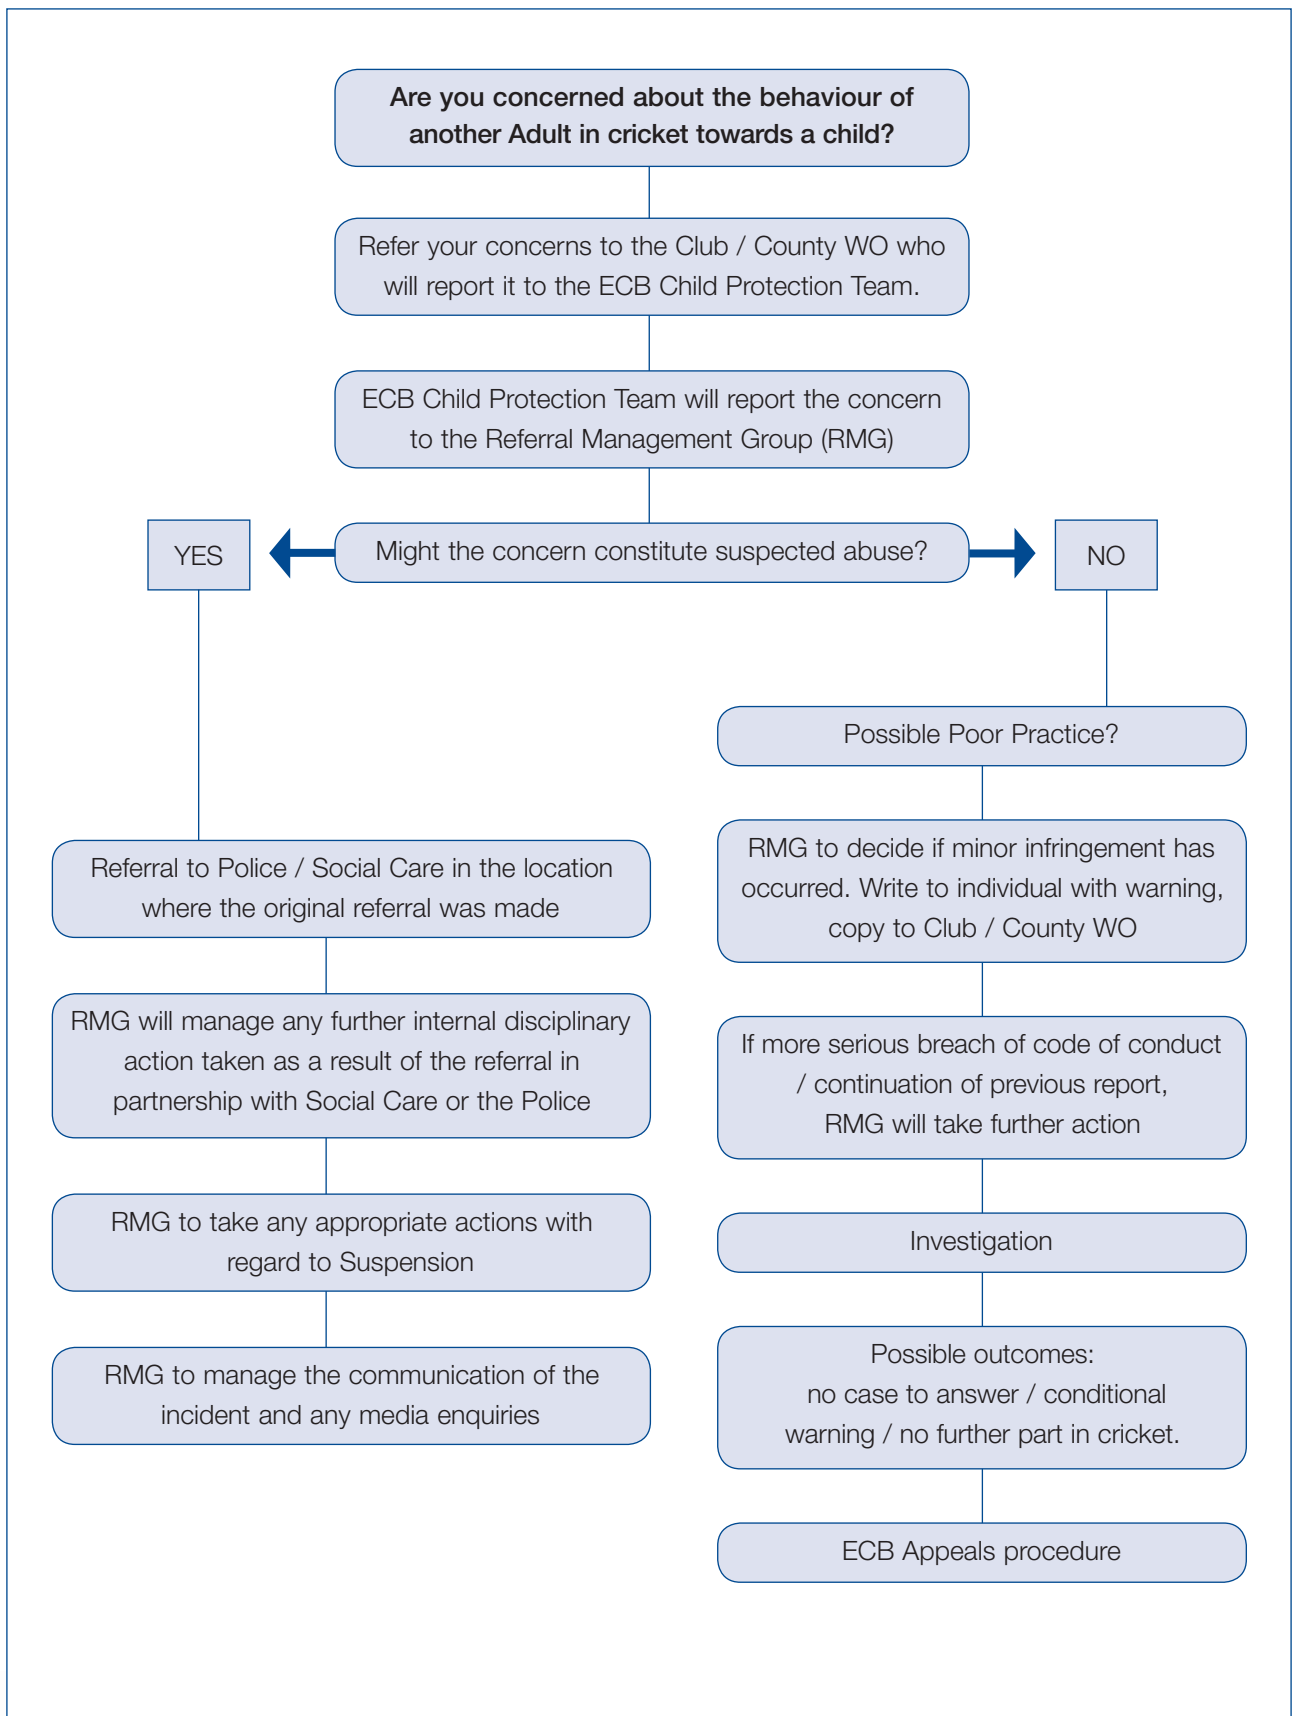 Are you concerned about the behaviour of
another Adult in cricket towards a child?
Refer your concerns to the Club / County WO who
will report it to the ECB Child Protection Team.
ECB Child Protection Team will report the concern
to the Referral Management Group (RMG)
YES
Might the concern constitute suspected abuse?
NO
Referral to Police / Social Care in the location
where the original referral was made
RMG will manage any further internal disciplinary
action taken as a result of the referral in
partnership with Social Care or the Police
RMG to take any appropriate actions with
regard to Suspension
RMG to manage the communication of the
incident and any media enquiries
Possible Poor Practice?
RMG to decide if minor infringement has
occurred. Write to individual with warning,
copy to Club / County WO
If more serious breach of code of conduct
/ continuation of previous report,
RMG will take further action
Investigation
Possible outcomes:
no case to answer / conditional
warning / no further part in cricket.
ECB Appeals procedure